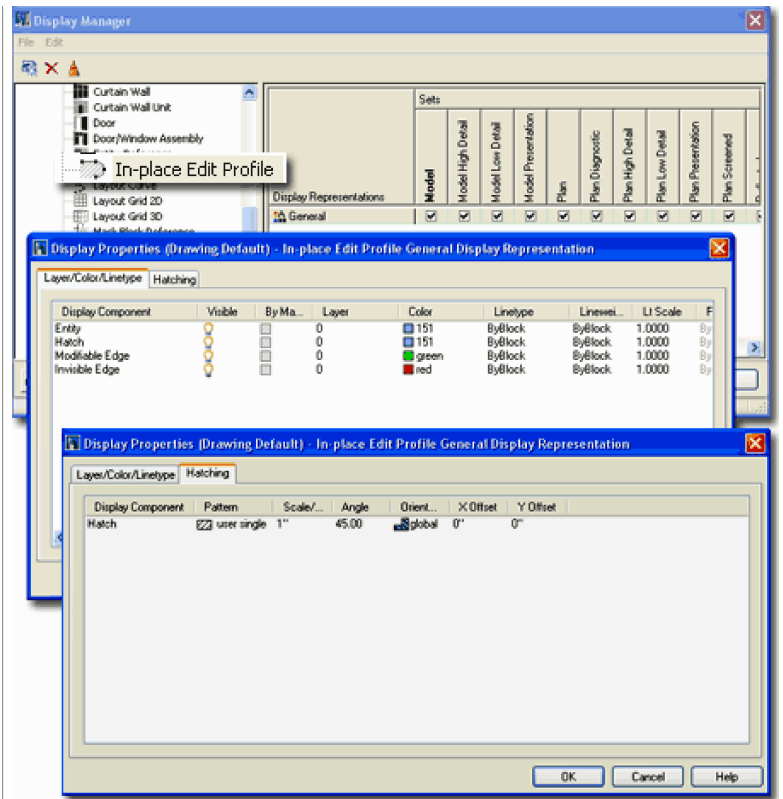 Display Manager
File Edit
Curtain Wall
Curtain Wall Unit
Door
Door/Window Assembly
In-place Edit Profile
Layout Curve
Layout Grid 2D
Layout Grid 3D
Mask Block Reference
Sets
Display Representations
Model
Model High Detail
Model Low Detail
Model Presentation
Plan
Plan Diagnostic
Plan High Detail
Plan Low Detail
Plan Presentation
Plan Screened
General
Display Properties (Drawing Default) - In-place Edit Profile General Display Representation
Layer/Color/Linetype Hatching
Display Component Visible By Ma... Layer Color Linetype Linewei... Lt Scale F
Entity 0 151 ByBlock ByBlock 1.0000 By
Hatch 0 151 ByBlock ByBlock 1.0000 By
Modifiable Edge 0 green ByBlock ByBlock 1.0000 By
Invisible Edge 0 red ByBlock ByBlock 1.0000 By
Display Properties (Drawing Default) - In-place Edit Profile General Display Representation
Layer/Color/Linetype Hatching
Display Component Pattern Scale/... Angle Orient... X Offset Y Offset
Hatch user single 1" 45.00 global 0" 0"
OK Cancel Help